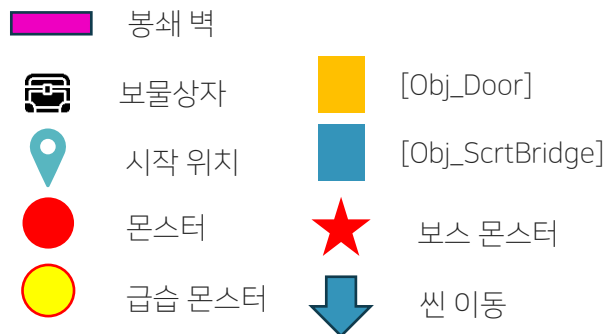 봉쇄 벽
보물상자
시작 위치
몬스터
급습 몬스터
[Obj_Door]
[Obj_ScrtBridge]
보스 몬스터
씬 이동